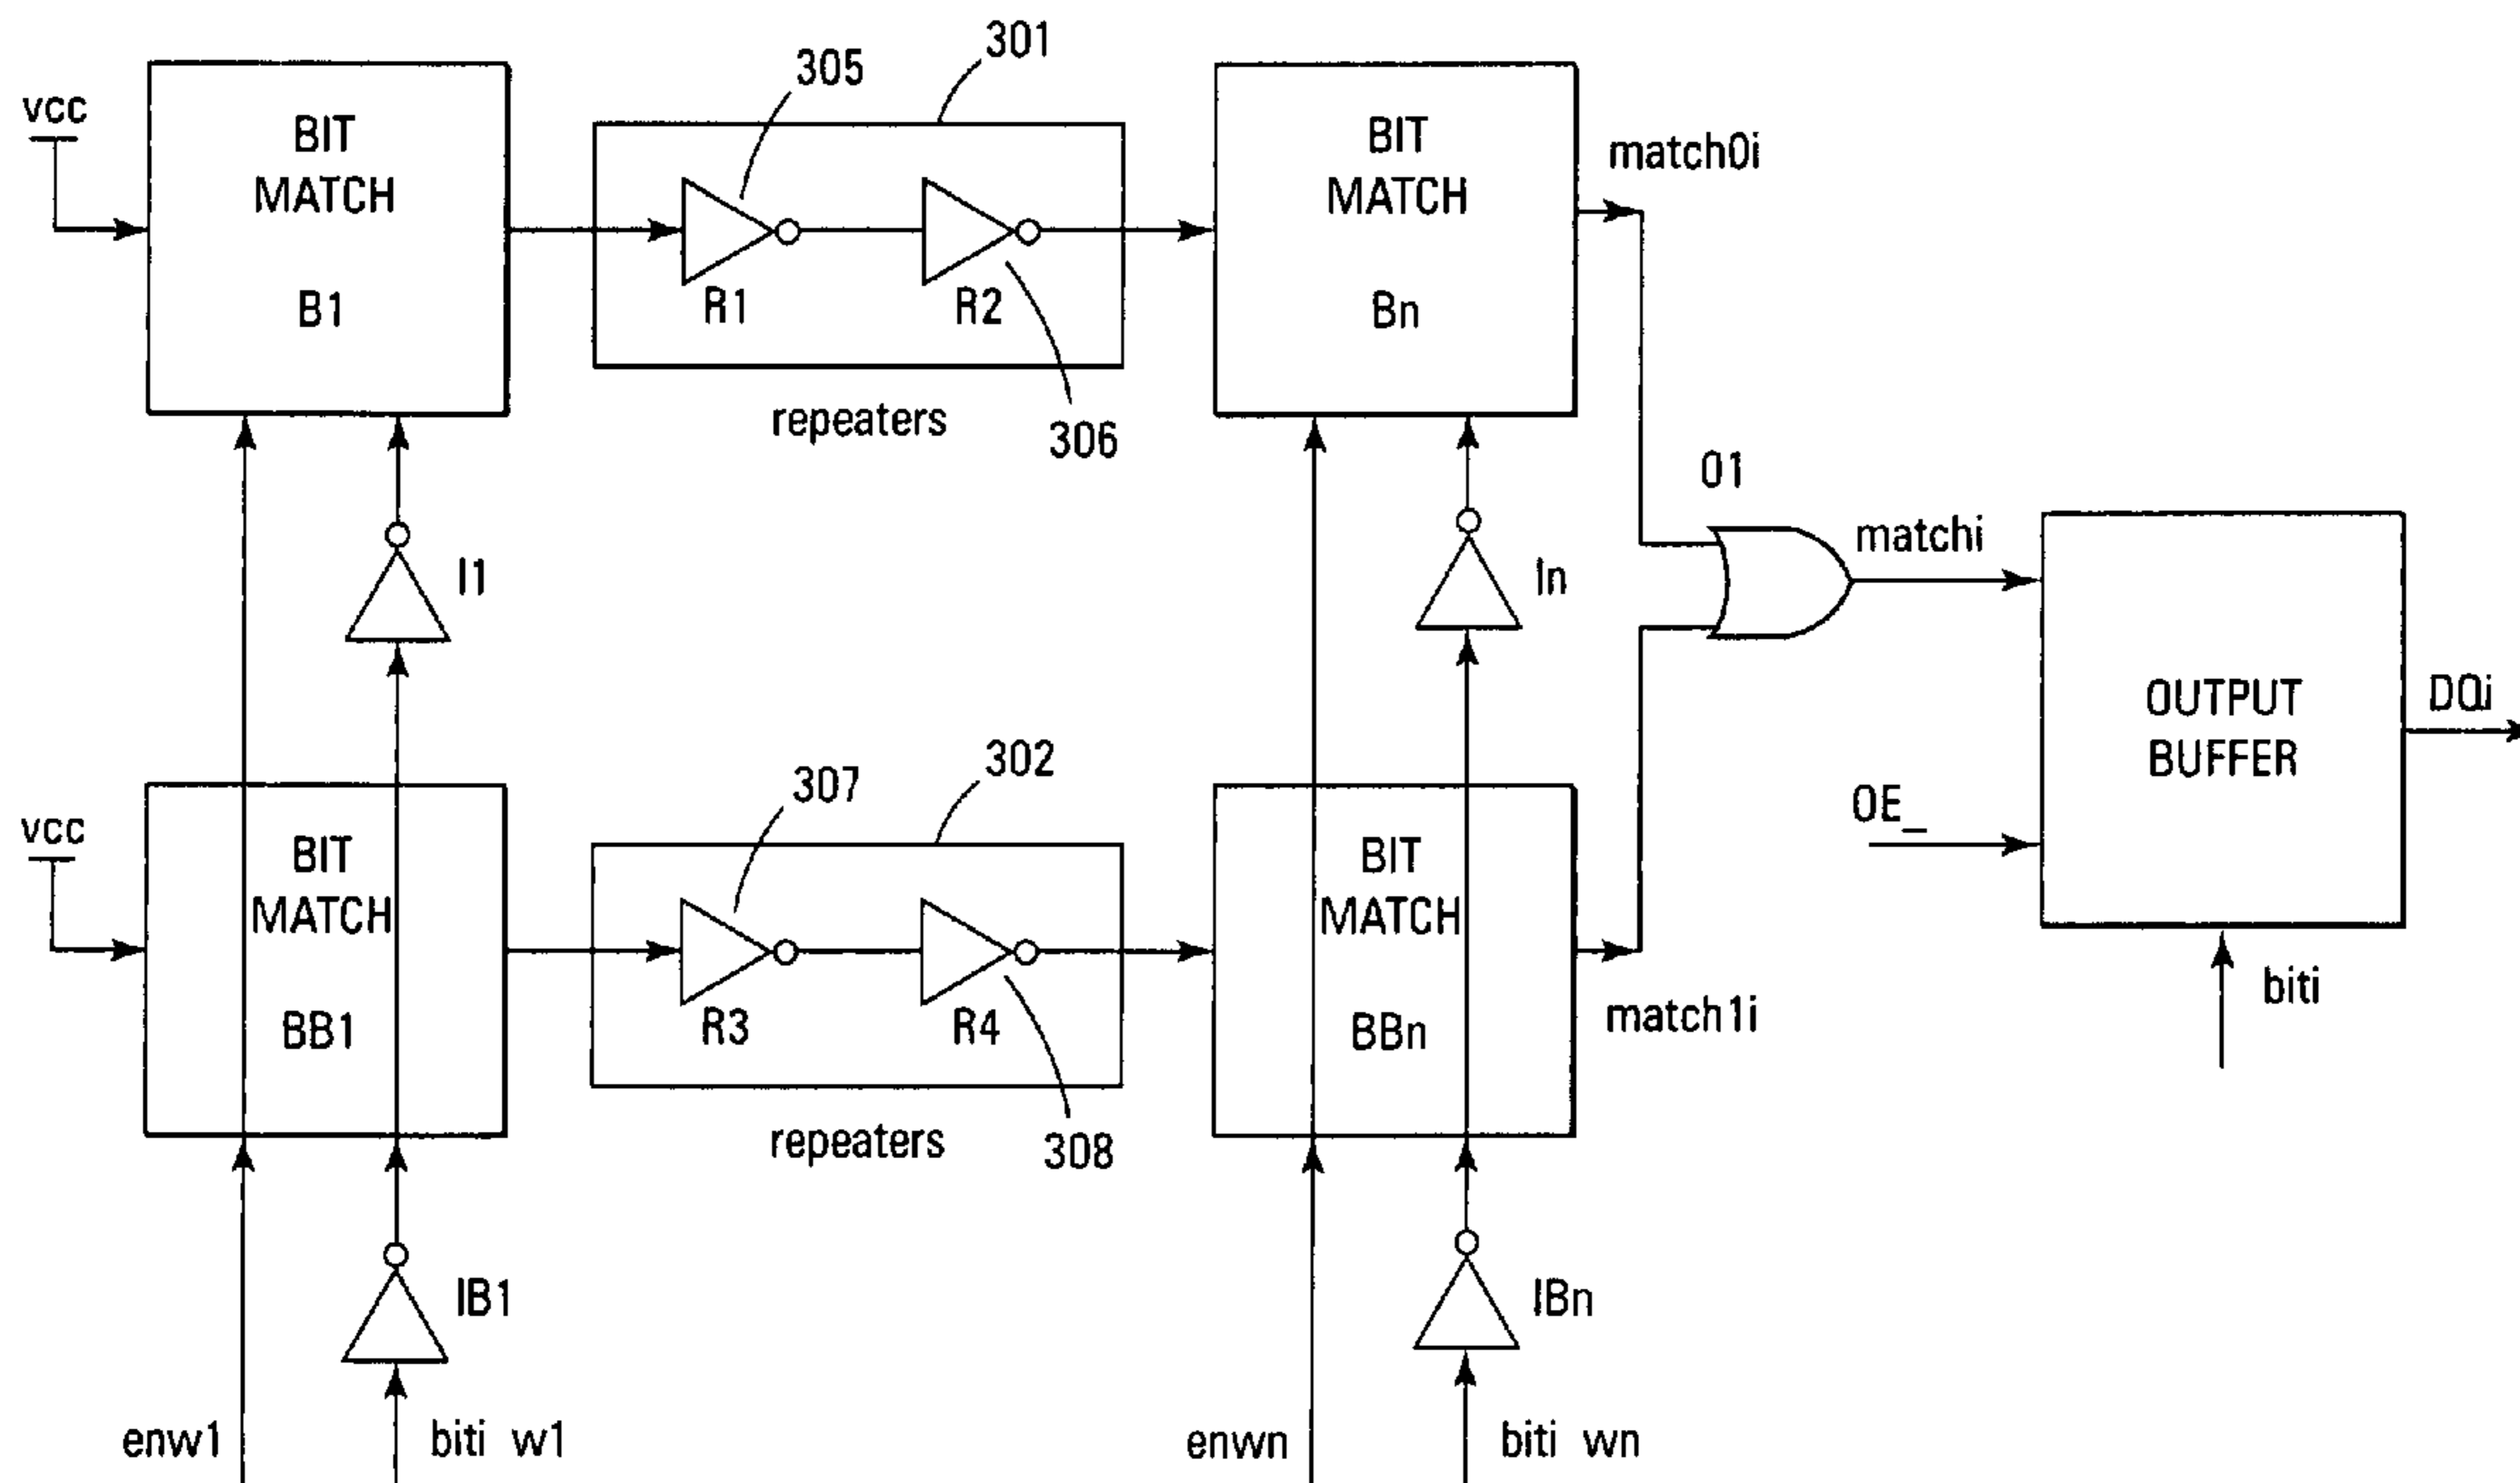 301
305
vcc
BIT
MATCH
B1
R1
R2
repeaters
306
BIT
MATCH
Bn
match0i
I1
In
O1
matchi
OUTPUT
BUFFER
DQi
OE_
biti
302
307
vcc
BIT
MATCH
BB1
R3
R4
repeaters
308
BIT
MATCH
BBn
match1i
IB1
IBn
enw1
biti w1
enwn
biti wn